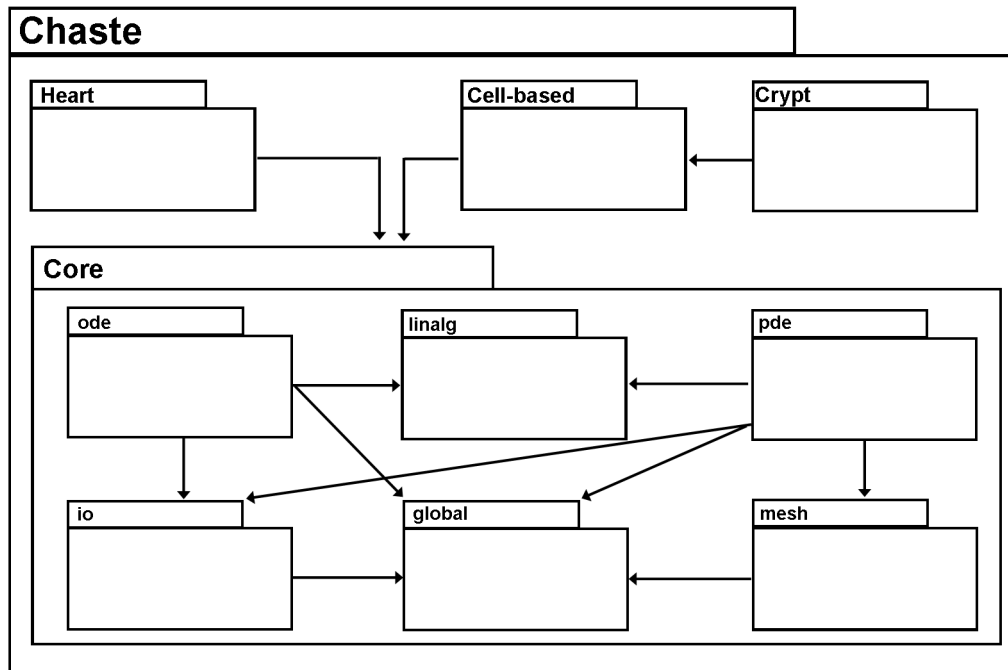 Chaste
Heart
Cell-based
Crypt
Core
ode
linalg
pde
io
global
mesh